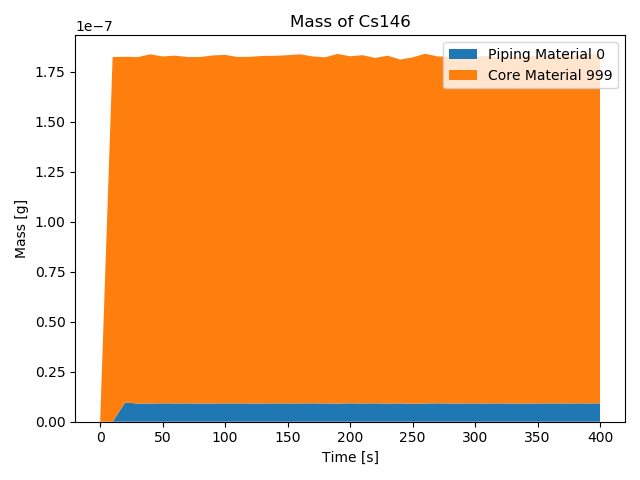 Mass of Cs146
1e−7
Piping Material 0
Core Material 999
Mass [g]
1.75
1.50
1.25
1.00
0.75
0.50
0.25
0.00
0 50 100 150 200 250 300 350 400
Time [s]